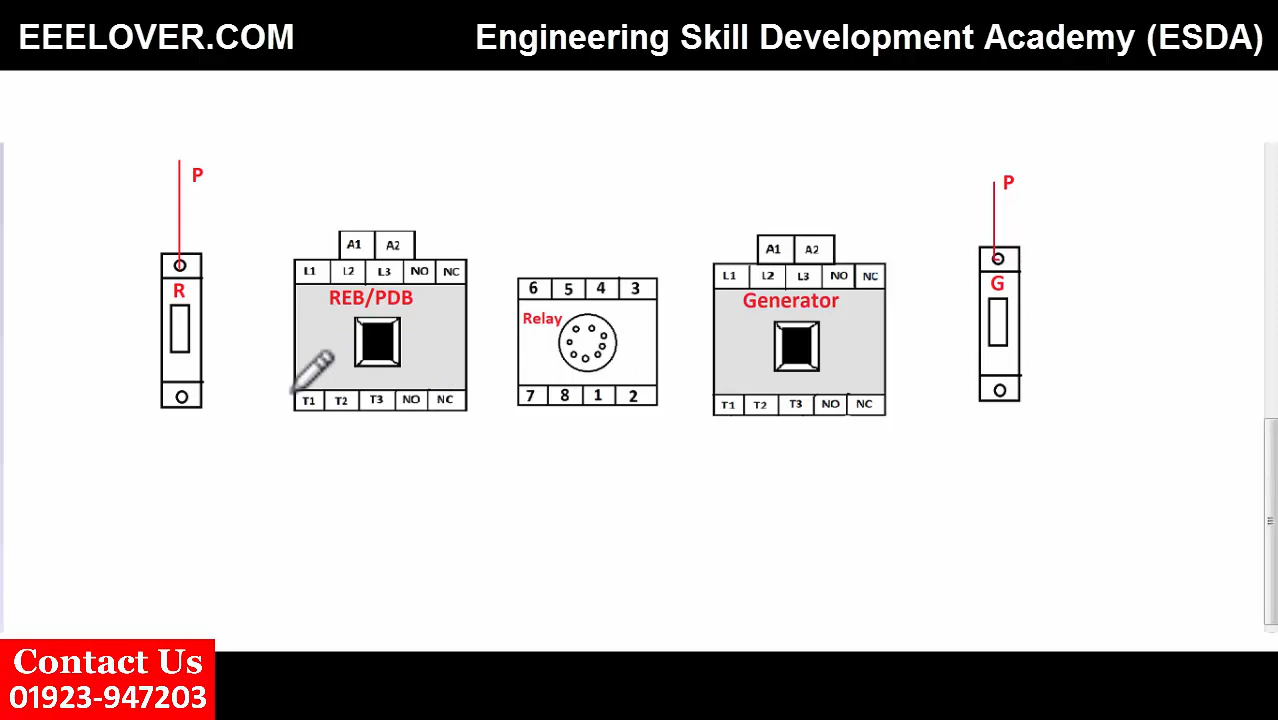 EEELOVER.COM
Engineering Skill Development Academy (ESDA)
P
P
A1 A2
A1 A2
L1 L2 L3 NO NC
L1 L2 L3 NO NC
R
REB/PDB
6 5 4 3
Generator
G
Relay
T1 T2 T3 NO NC
7 8 1 2
T1 T2 T3 NO NC
Contact Us
01923-947203